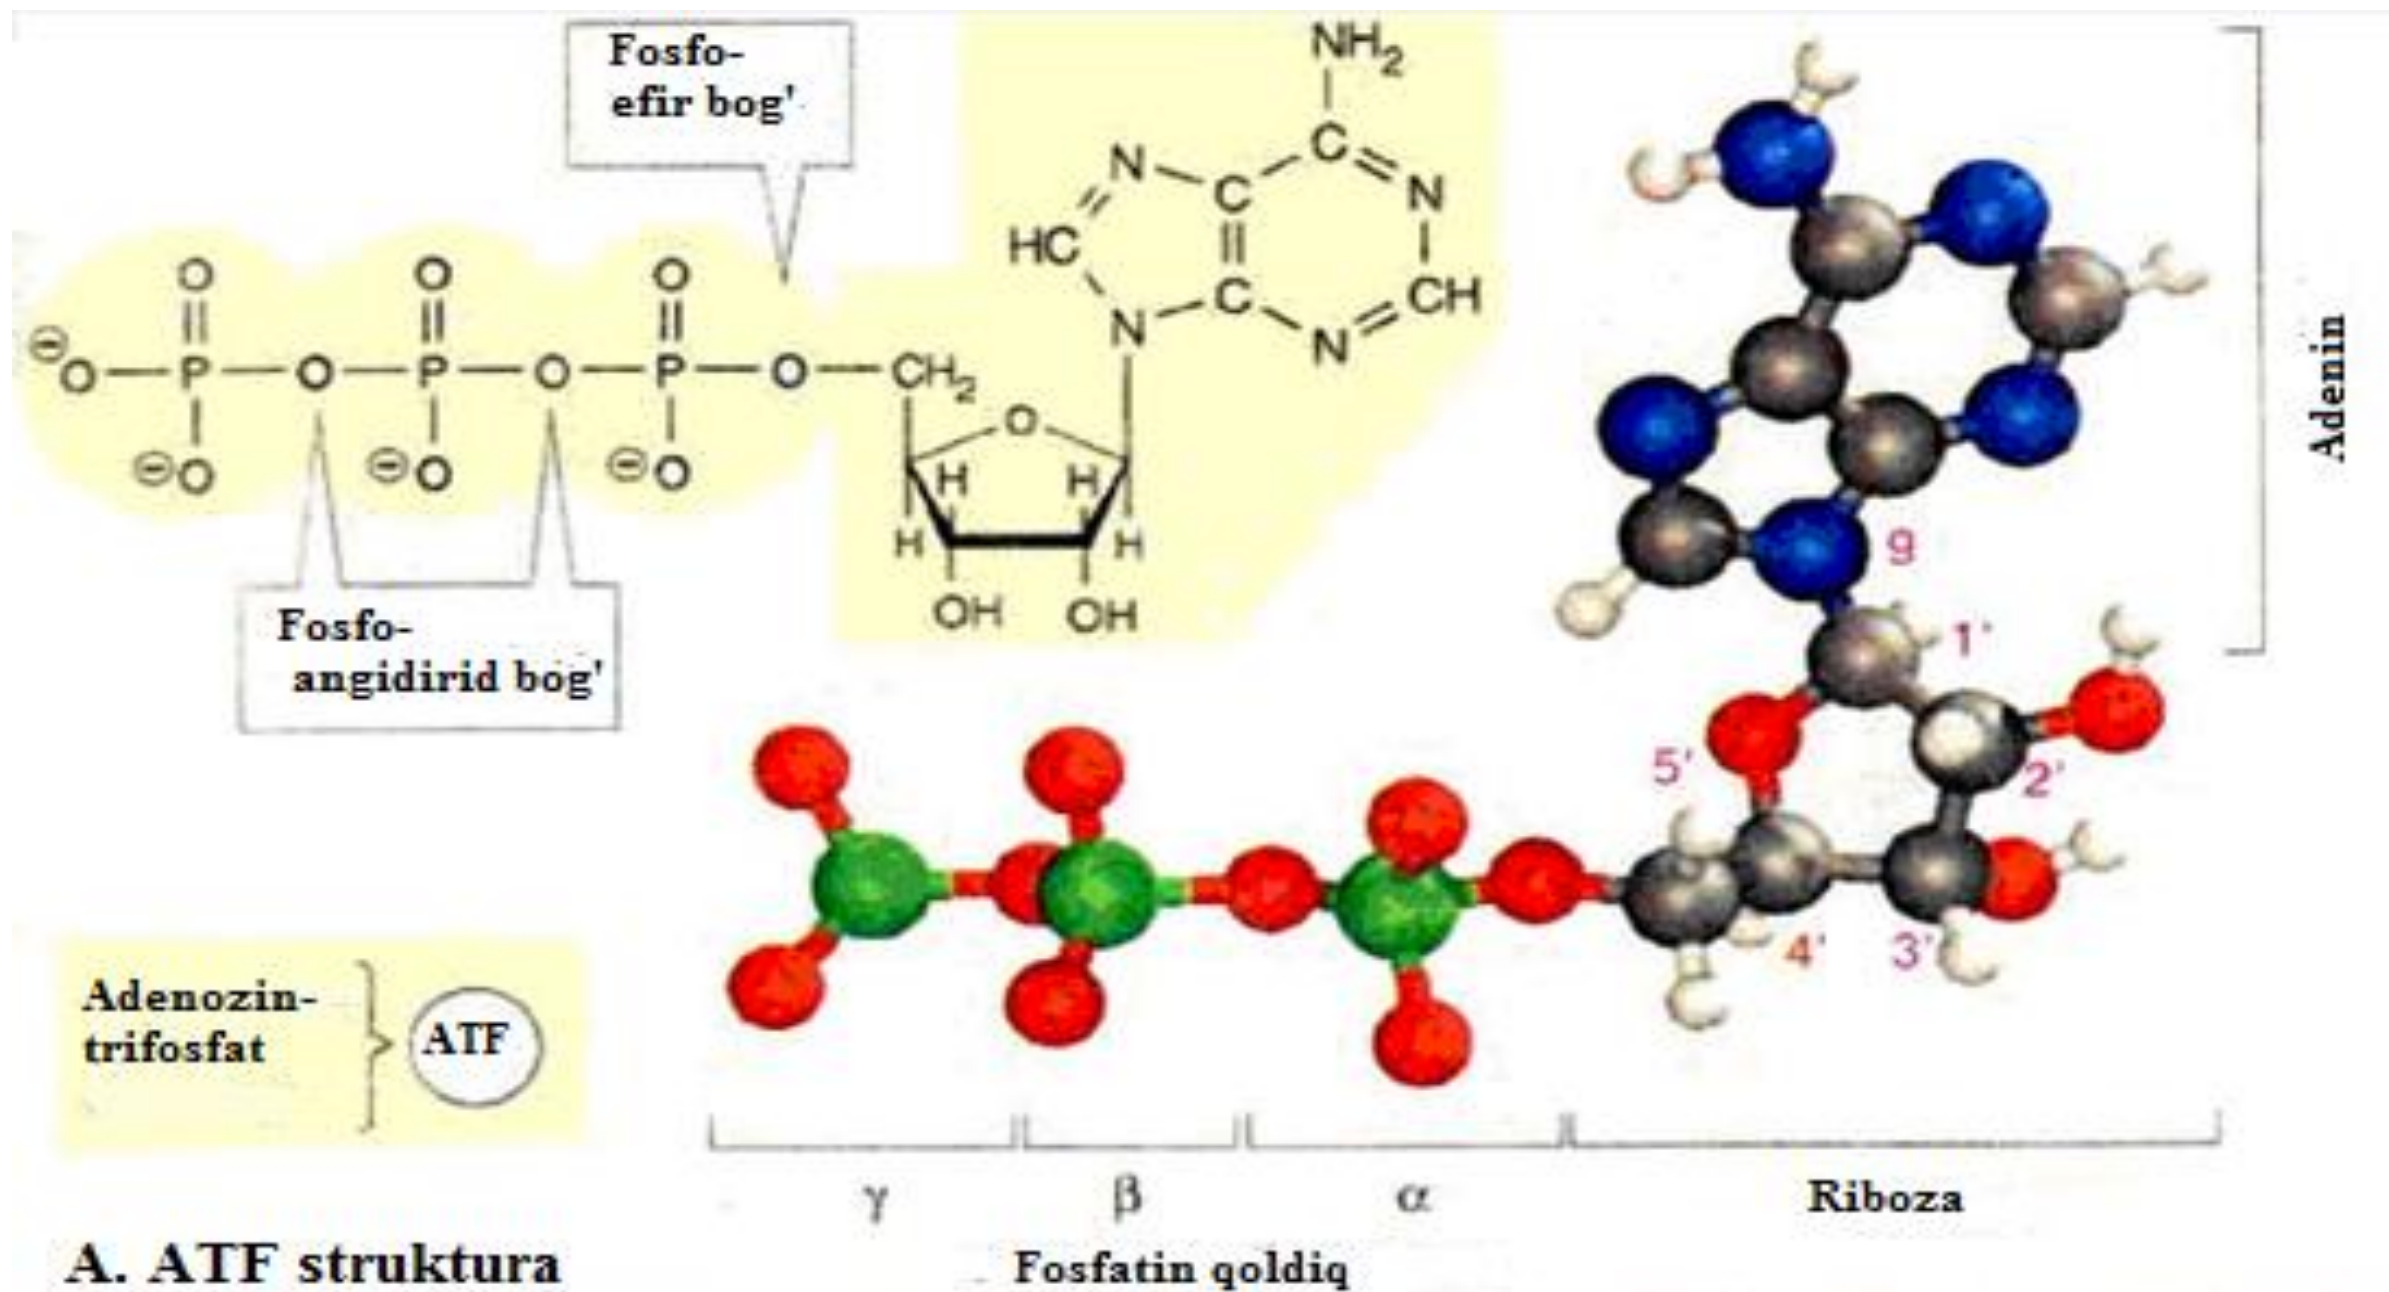 Fosfo-
efir bog'
NH2
N
C
N
C
HC
C
CH
N
N
O
O
O
⊖O
P
O
P
O
P
O
CH2
O
⊖O
⊖O
⊖O
H
H
H
H
OH
OH
Fosfo-
angidirid bog'
Adenin
9
1'
5'
2'
4'
3'
Adenozin-
trifosfat
ATF
γ
β
α
Riboza
Fosfatin qoldiq
A. ATF struktura